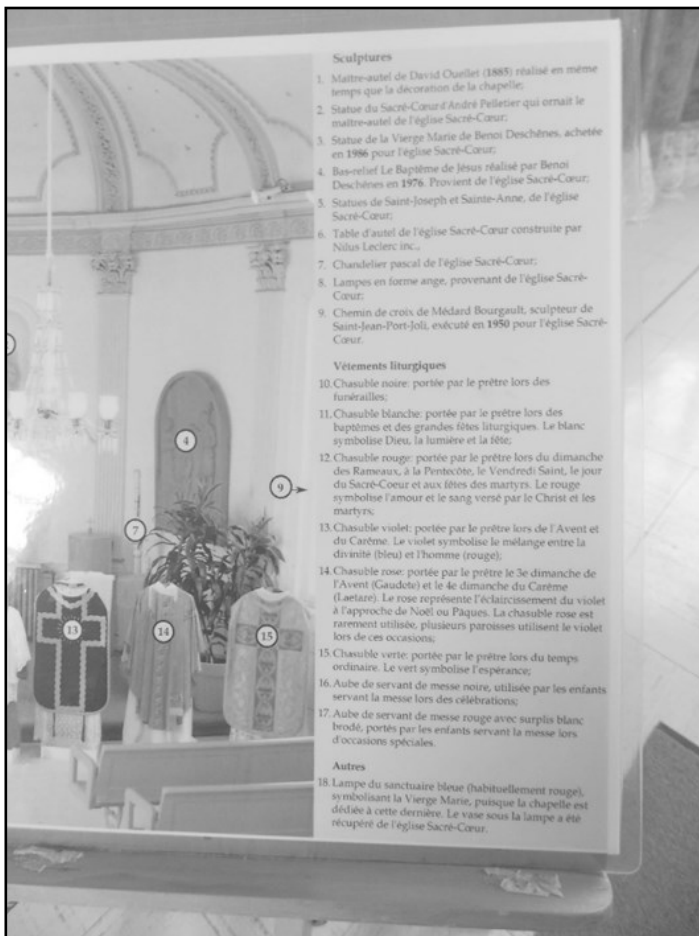 Sculptures
1. Maître-autel de David Ouellet (1885) réalisé en même
temps que la décoration de la chapelle;
2. Statue du Sacré-Cœur d'André Pelletier qui ornait le
maître-autel de l'église Sacré-Cœur;
3. Statue de la Vierge Marie de Benoi Deschênes, achetée
en 1986 pour l'église Sacré-Cœur;
4. Bas-relief Le Baptême de Jésus réalisé par Benoi
Deschênes en 1976. Provient de l'église Sacré-Cœur;
5. Statues de Saint-Joseph et Sainte-Anne, de l'église
Sacré-Cœur;
6. Table d'autel de l'église Sacré-Cœur construite par
Nilus Leclerc inc.,
7. Chandelier pascal de l'église Sacré-Cœur;
8. Lampes en forme ange, provenant de l'église Sacré-
Cœur;
9. Chemin de croix de Médard Bourgault, sculpteur de
Saint-Jean-Port-Joli, exécuté en 1950 pour l'église Sacré-
Cœur.
Vêtements liturgiques
10. Chasuble noire: portée par le prêtre lors des
funérailles;
11. Chasuble blanche: portée par le prêtre lors des
baptêmes et des grandes fêtes liturgiques. Le blanc
symbolise Dieu, la lumière et la fête;
12. Chasuble rouge: portée par le prêtre lors du dimanche
des Rameaux, à la Pentecôte, le Vendredi Saint, le jour
du Sacré-Coeur et aux fêtes des martyrs. Le rouge
symbolise l'amour et le sang versé par le Christ et les
martyrs;
13. Chasuble violet: portée par le prêtre lors de l'Avent et
du Carême. Le violet symbolise le mélange entre la
divinité (bleu) et l'homme (rouge);
14. Chasuble rose: portée par le prêtre le 3e dimanche de
l'Avent (Gaudete) et le 4e dimanche du Carême
(Laetare). Le rose représente l'éclaircissement du violet
à l'approche de Noël ou Pâques. La chasuble rose est
rarement utilisée, plusieurs paroisses utilisent le violet
lors de ces occasions;
15. Chasuble verte: portée par le prêtre lors du temps
ordinaire. Le vert symbolise l'espérance;
16. Aube de servant de messe noire, utilisée par les enfants
servant la messe lors des célébrations;
17. Aube de servant de messe rouge avec surplis blanc
brodé, portés par les enfants servant la messe lors
d'occasions spéciales.
Autres
18. Lampe du sanctuaire bleue (habituellement rouge),
symbolisant la Vierge Marie, puisque la chapelle est
dédiée à cette dernière. Le vase sous la lampe a été
récupéré de l'église Sacré-Cœur.
4
9
7
13
14
15